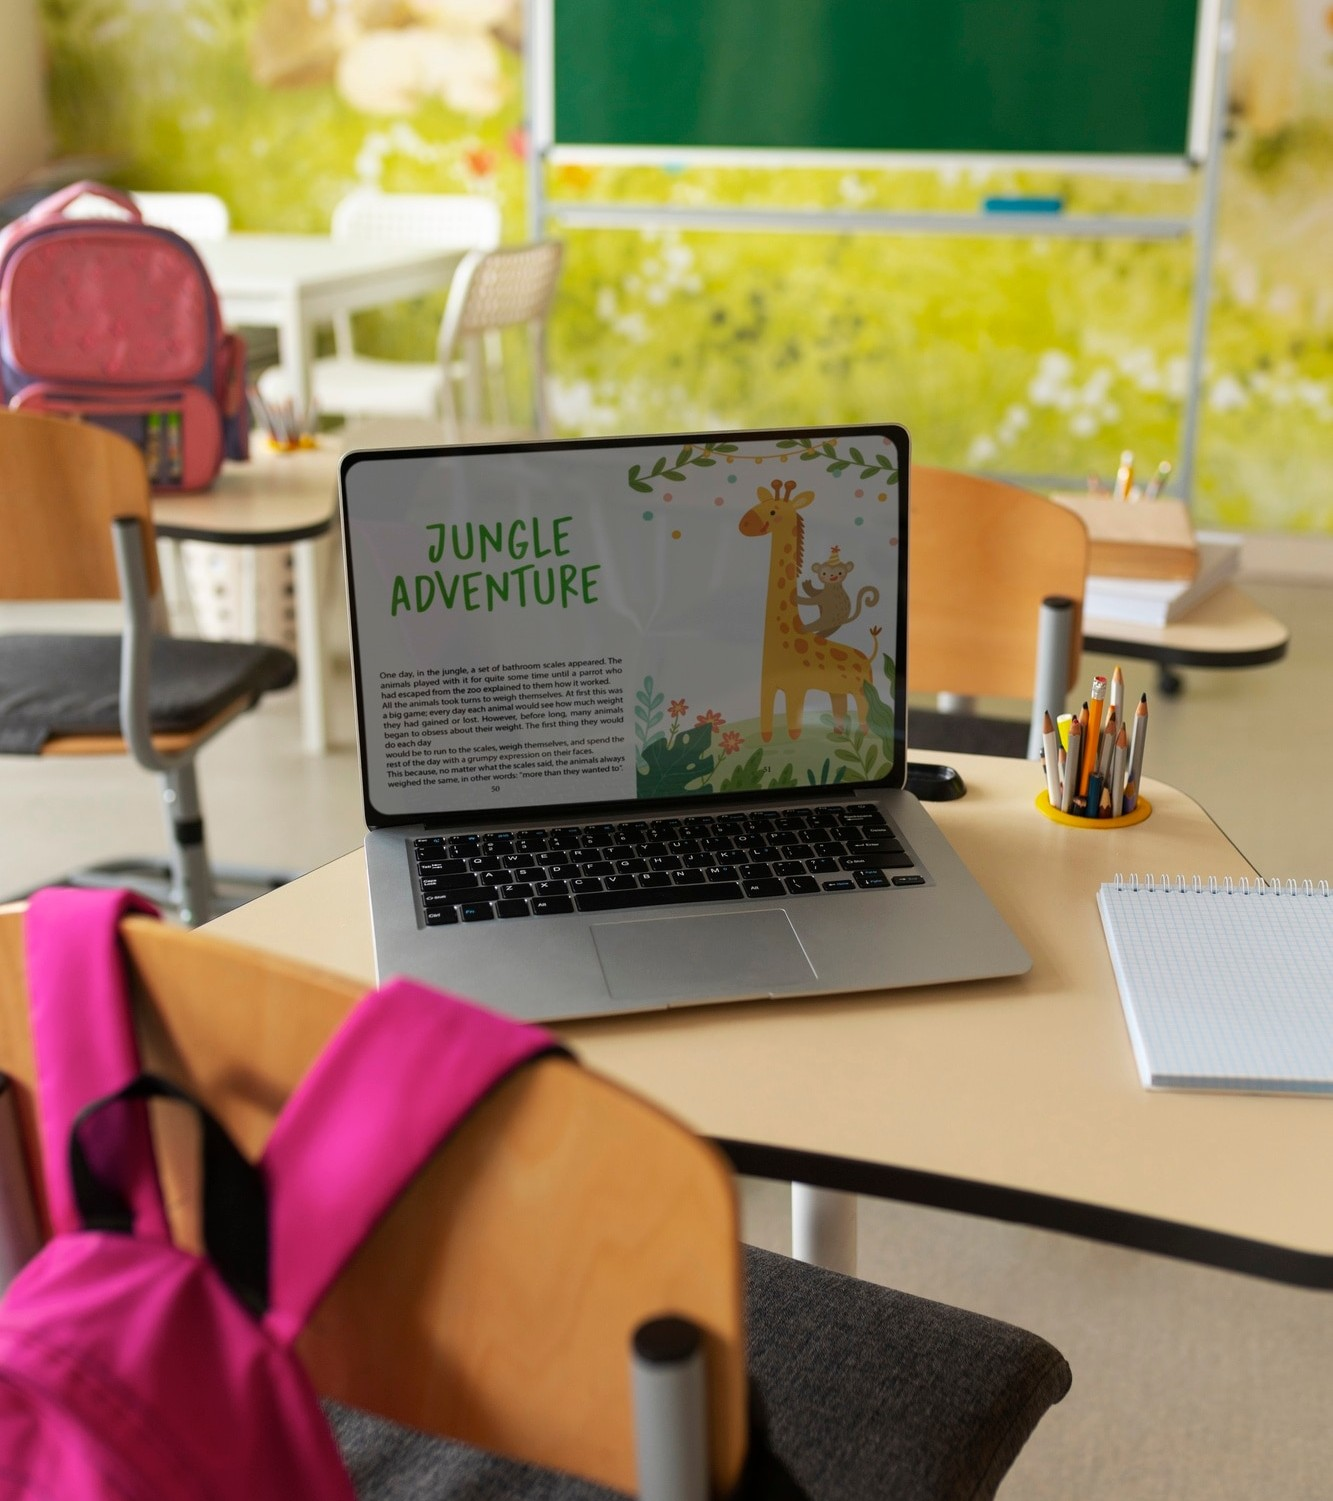 JUNGLE
ADVENTURE
One day, in the jungle, a set of bathroom scales appeared. The
animals played with it for quite some time until a parrot who
had escaped from the zoo explained to them how it worked.
All the animals took turns to weigh themselves. At first this was
a big game; every day each animal would see how much weight
they had gained or lost. However, before long, many animals
began to obsess about their weight. The first thing they would
do each day
would be to run to the scales, weigh themselves, and spend the
rest of the day with a grumpy expression on their faces.
This because, no matter what the scales said, the animals always
weighed the same, in other words: "more than they wanted to".
50
51
Q W E R
A S D F G H J K L
Z X C V B N M
Shift
Ctrl Fn Alt Alt